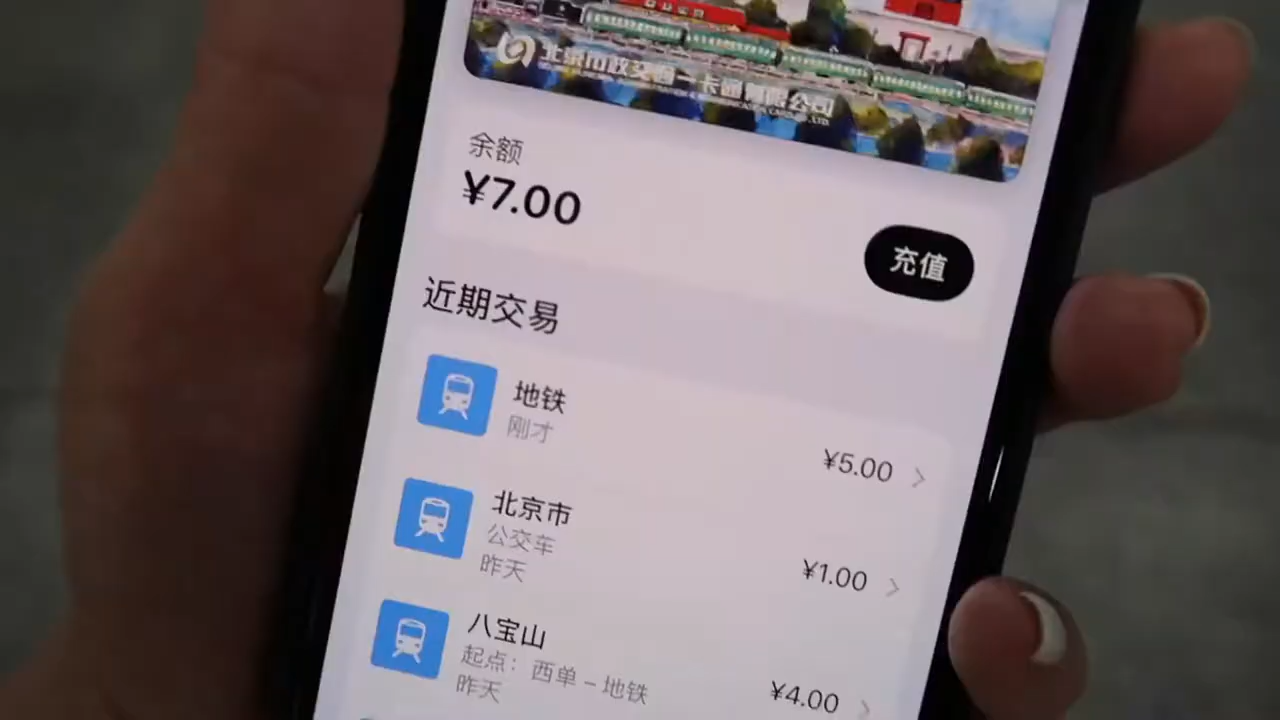 北京市政交通一卡通有限公司
余额
¥7.00
充值
近期交易
地铁
刚才
¥5.00
北京市
公交车
昨天
¥1.00
八宝山
起点：西单 – 地铁
昨天
¥4.00